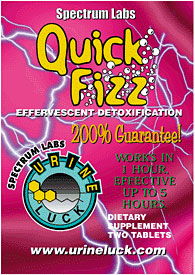 Spectrum Labs
Quick
Fizz
EFFERVESCENT DETOXIFICATION
200% Guarantee!
WORKS IN
1 HOUR,
EFFECTIVE
UP TO 5
HOURS
SPECTRUM LABS
URINE
LUCK
DIETARY
SUPPLEMENT
TWO TABLETS
www.urineluck.com